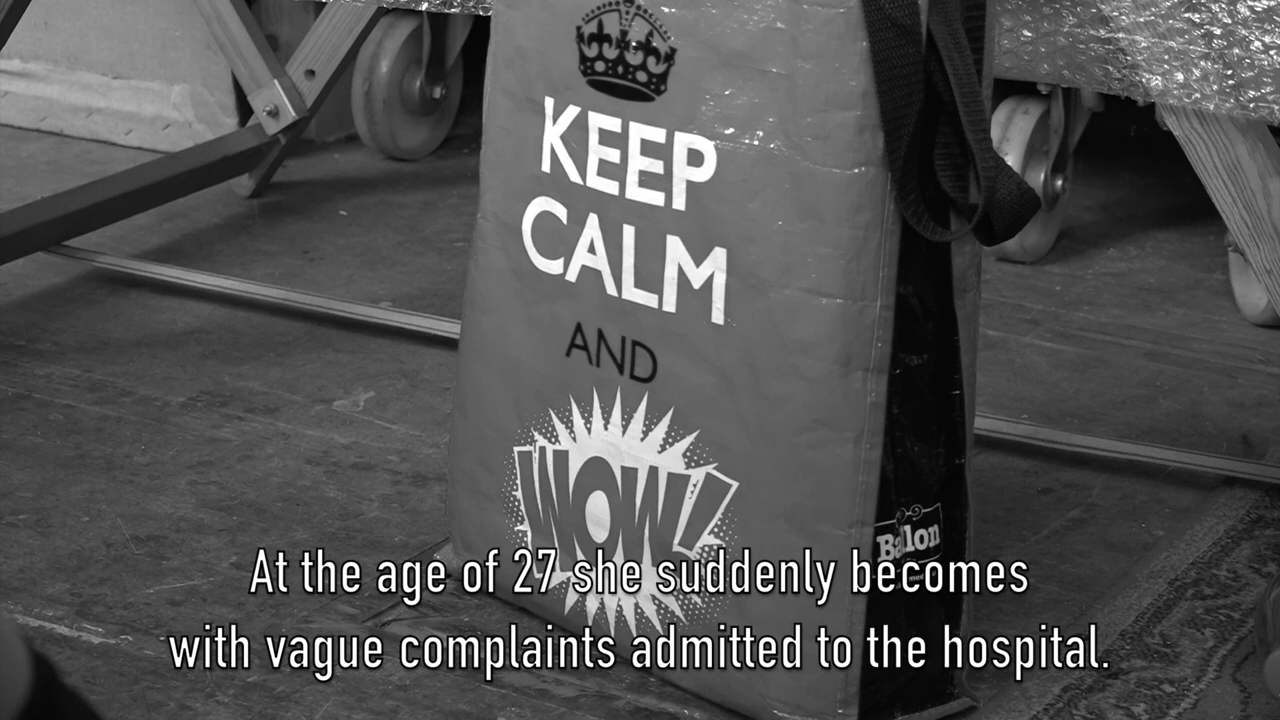 KEEP
CALM
AND
WOW!
Ballon
At the age of 27 she suddenly becomes
with vague complaints admitted to the hospital.